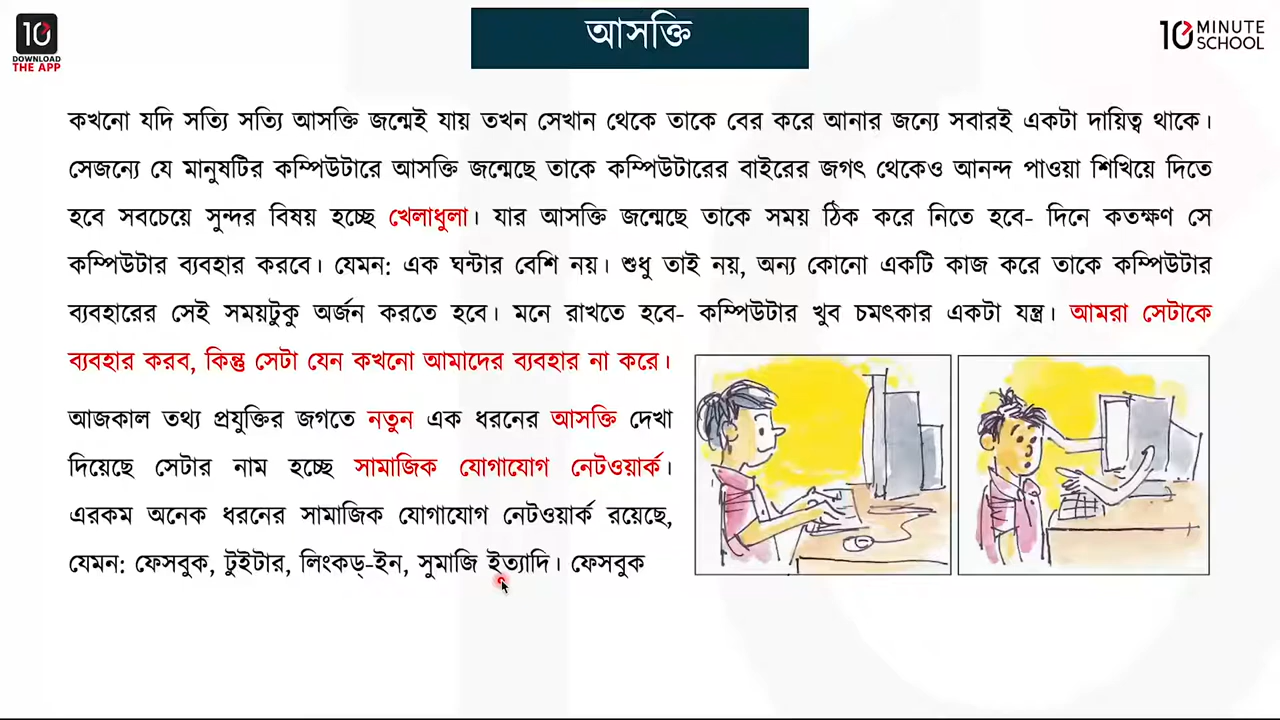 10
DOWNLOAD
THE APP
আসক্তি
10 MINUTE
SCHOOL
কখনো যদি সত্যি সত্যি আসক্তি জন্মেই যায় তখন সেখান থেকে তাকে বের করে আনার জন্যে সবারই একটা দায়িত্ব থাকে।
সেজন্যে যে মানুষটির কম্পিউটারে আসক্তি জন্মেছে তাকে কম্পিউটারের বাইরের জগৎ থেকেও আনন্দ পাওয়া শিখিয়ে দিতে
হবে সবচেয়ে সুন্দর বিষয় হচ্ছে খেলাধুলা। যার আসক্তি জন্মেছে তাকে সময় ঠিক করে নিতে হবে- দিনে কতক্ষণ সে
কম্পিউটার ব্যবহার করবে। যেমন: এক ঘন্টার বেশি নয়। শুধু তাই নয়, অন্য কোনো একটি কাজ করে তাকে কম্পিউটার
ব্যবহারের সেই সময়টুকু অর্জন করতে হবে। মনে রাখতে হবে- কম্পিউটার খুব চমৎকার একটা যন্ত্র। আমরা সেটাকে
ব্যবহার করব, কিন্তু সেটা যেন কখনো আমাদের ব্যবহার না করে।
আজকাল তথ্য প্রযুক্তির জগতে নতুন এক ধরনের আসক্তি দেখা
দিয়েছে সেটার নাম হচ্ছে সামাজিক যোগাযোগ নেটওয়ার্ক।
এরকম অনেক ধরনের সামাজিক যোগাযোগ নেটওয়ার্ক রয়েছে,
যেমন: ফেসবুক, টুইটার, লিংকড্-ইন, সুমাজি ইত্যাদি। ফেসবুক